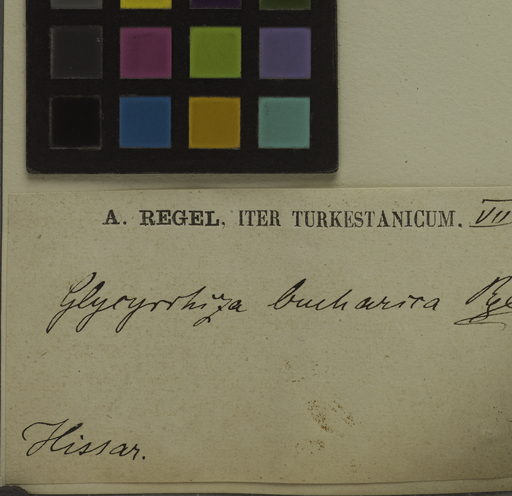 A. REGEL, ITER TURKESTANICUM. VII
Glycyrrhiza bucharica Rgl
Hissar.